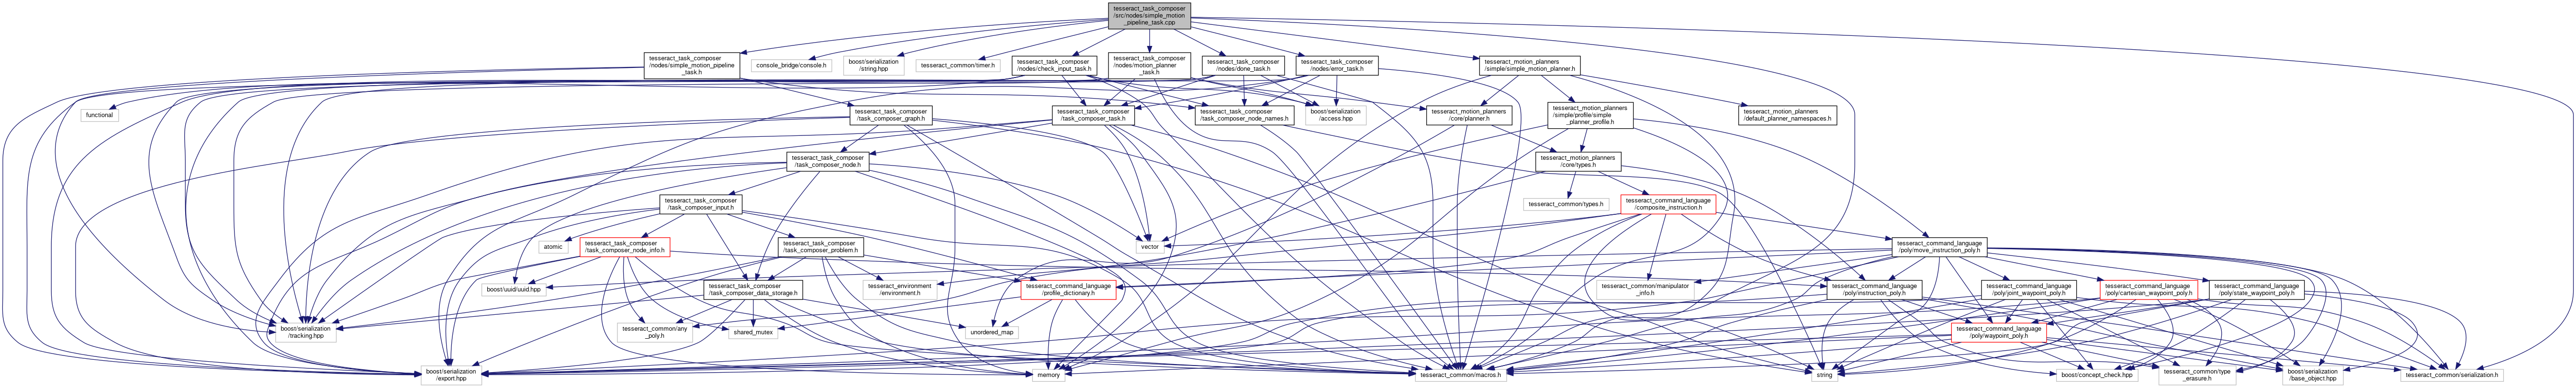 tesseract_task_composer
/src/nodes/simple_motion
_pipeline_task.cpp
tesseract_task_composer
/nodes/simple_motion_pipeline
_task.h
console_bridge/console.h
boost/serialization
/string.hpp
tesseract_common/timer.h
tesseract_task_composer
/nodes/check_input_task.h
tesseract_task_composer
/nodes/motion_planner
_task.h
tesseract_task_composer
/nodes/done_task.h
tesseract_task_composer
/nodes/error_task.h
tesseract_motion_planners
/simple/simple_motion_planner.h
functional
tesseract_task_composer
/task_composer_graph.h
tesseract_task_composer
/task_composer_task.h
tesseract_task_composer
/task_composer_node_names.h
boost/serialization
/access.hpp
tesseract_motion_planners
/core/planner.h
tesseract_motion_planners
/simple/profile/simple
_planner_profile.h
tesseract_motion_planners
/default_planner_namespaces.h
tesseract_task_composer
/task_composer_node.h
tesseract_motion_planners
/core/types.h
tesseract_task_composer
/task_composer_input.h
tesseract_common/types.h
tesseract_command_language
/composite_instruction.h
atomic
tesseract_task_composer
/task_composer_node_info.h
tesseract_task_composer
/task_composer_problem.h
vector
tesseract_command_language
/poly/move_instruction_poly.h
boost/uuid/uuid.hpp
tesseract_task_composer
/task_composer_data_storage.h
tesseract_environment
/environment.h
tesseract_command_language
/profile_dictionary.h
tesseract_common/manipulator
_info.h
tesseract_command_language
/poly/instruction_poly.h
tesseract_command_language
/poly/joint_waypoint_poly.h
tesseract_command_language
/poly/cartesian_waypoint_poly.h
tesseract_command_language
/poly/state_waypoint_poly.h
boost/serialization
/tracking.hpp
tesseract_common/any
_poly.h
shared_mutex
unordered_map
tesseract_command_language
/poly/waypoint_poly.h
boost/serialization
/export.hpp
memory
tesseract_common/macros.h
string
boost/concept_check.hpp
tesseract_common/type
_erasure.h
boost/serialization
/base_object.hpp
tesseract_common/serialization.h